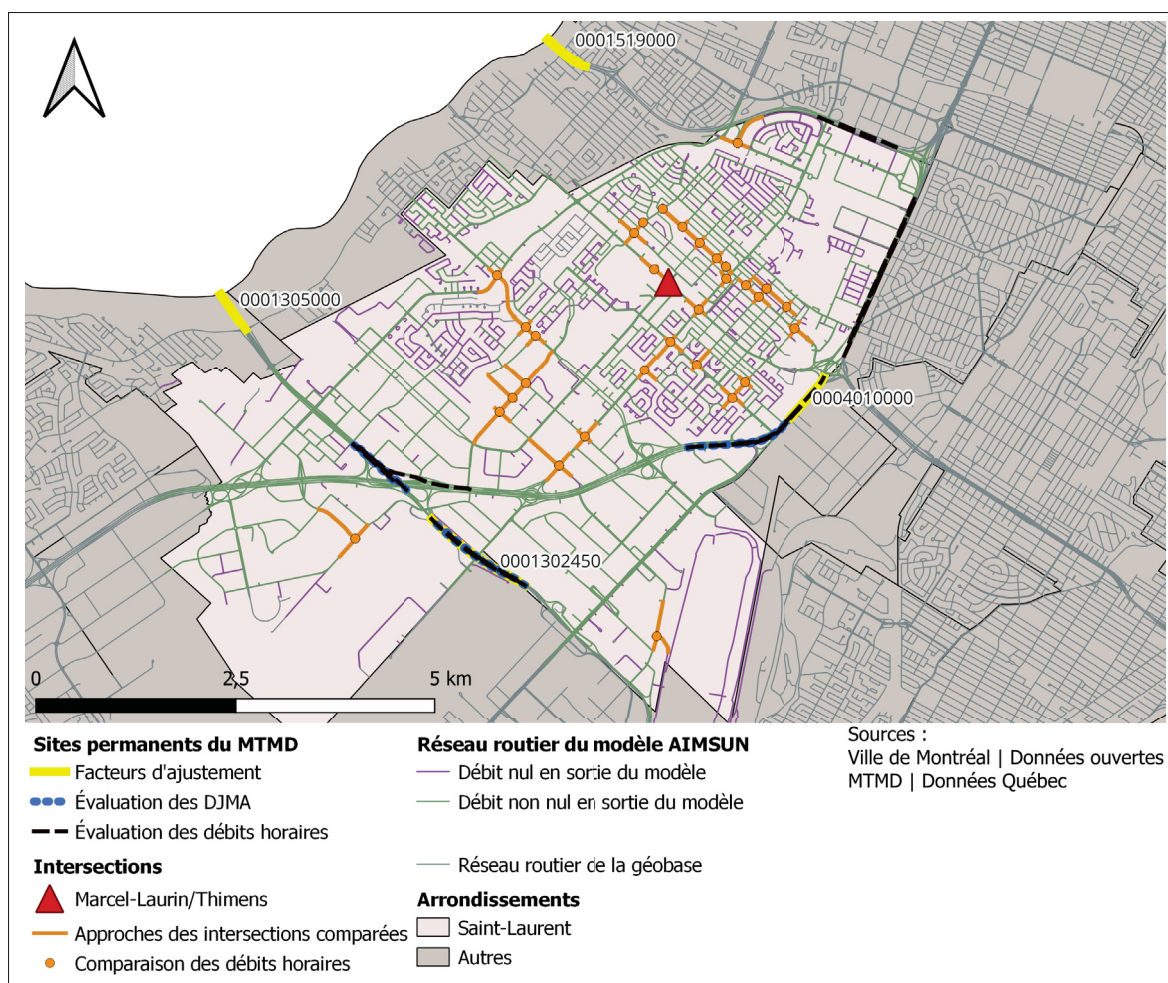 0001519000
0001305000
0004010000
0001302450
0 2,5 5 km
Sites permanents du MTMD
Facteurs d'ajustement
Évaluation des DJMA
Évaluation des débits horaires
Intersections
Marcel-Laurin/Thimens
Approches des intersections comparées
Comparaison des débits horaires
Réseau routier du modèle AIMSUN
Débit nul en sortie du modèle
Débit non nul en sortie du modèle
Réseau routier de la géobase
Arrondissements
Saint-Laurent
Autres
Sources :
Ville de Montréal | Données ouvertes
MTMD | Données Québec